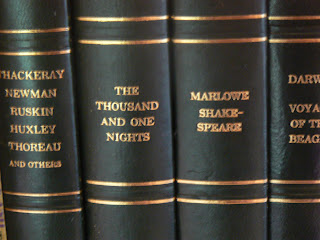 THACKERAY
NEWMAN
RUSKIN
HUXLEY
THOREAU
AND OTHERS
THE
THOUSAND
AND ONE
NIGHTS
MARLOWE
SHAKE-
SPEARE
DARW
VOYA
OF T
BEAG